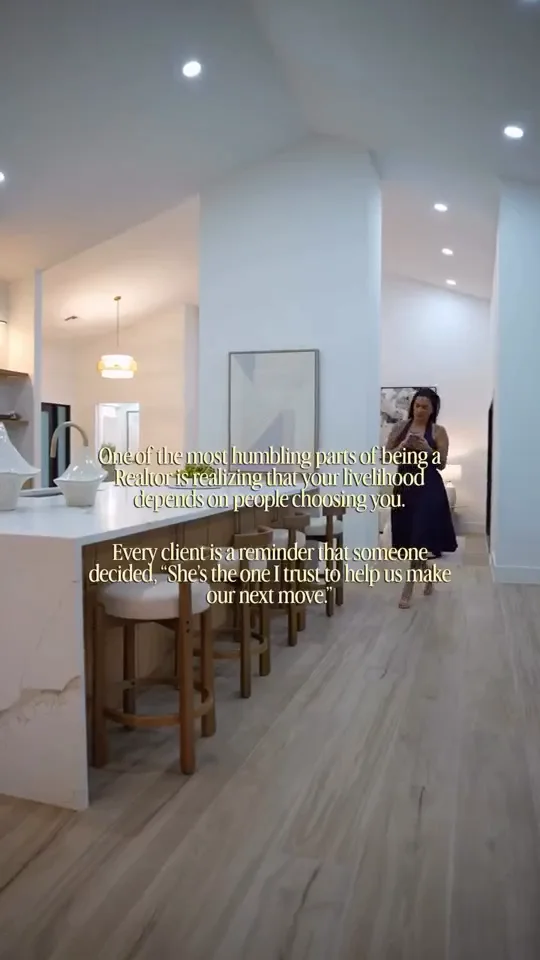 One of the most humbling parts of being a
Realtor is realizing that your livelihood
depends on people choosing you.
Every client is a reminder that someone
decided, “She’s the one I trust to help us make
our next move.”